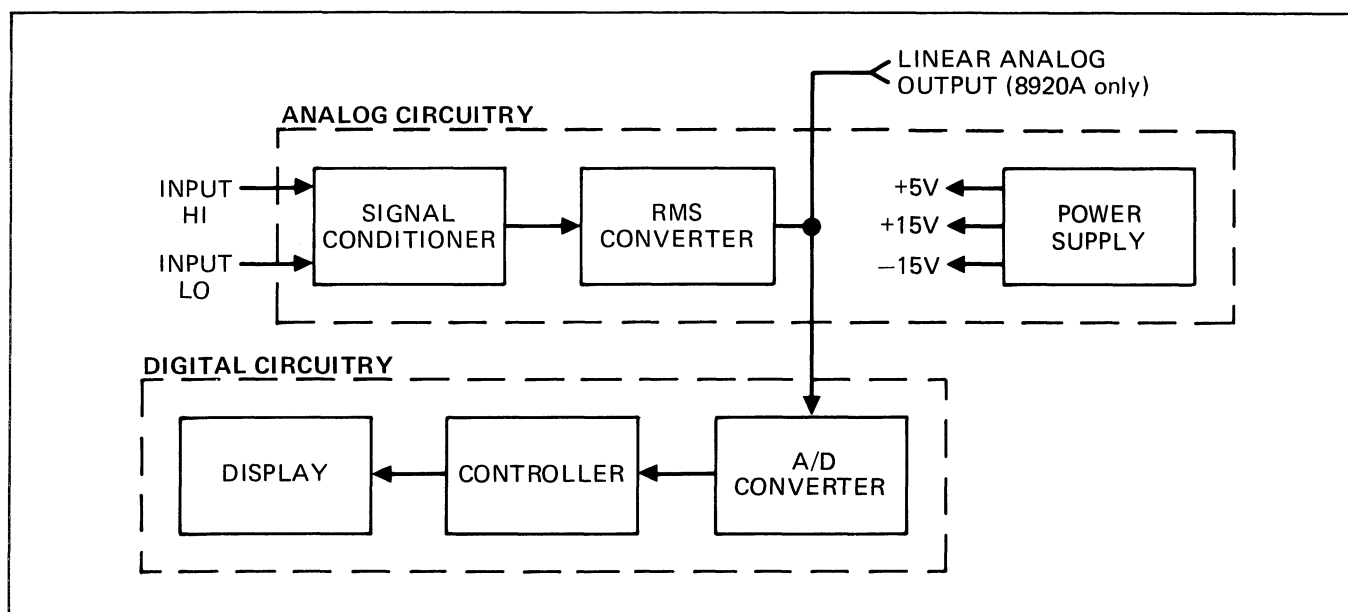 LINEAR ANALOG
OUTPUT (8920A only)
ANALOG CIRCUITRY
INPUT
HI
INPUT
LO
SIGNAL
CONDITIONER
RMS
CONVERTER
+5V
+15V
−15V
POWER
SUPPLY
DIGITAL CIRCUITRY
DISPLAY
CONTROLLER
A/D
CONVERTER